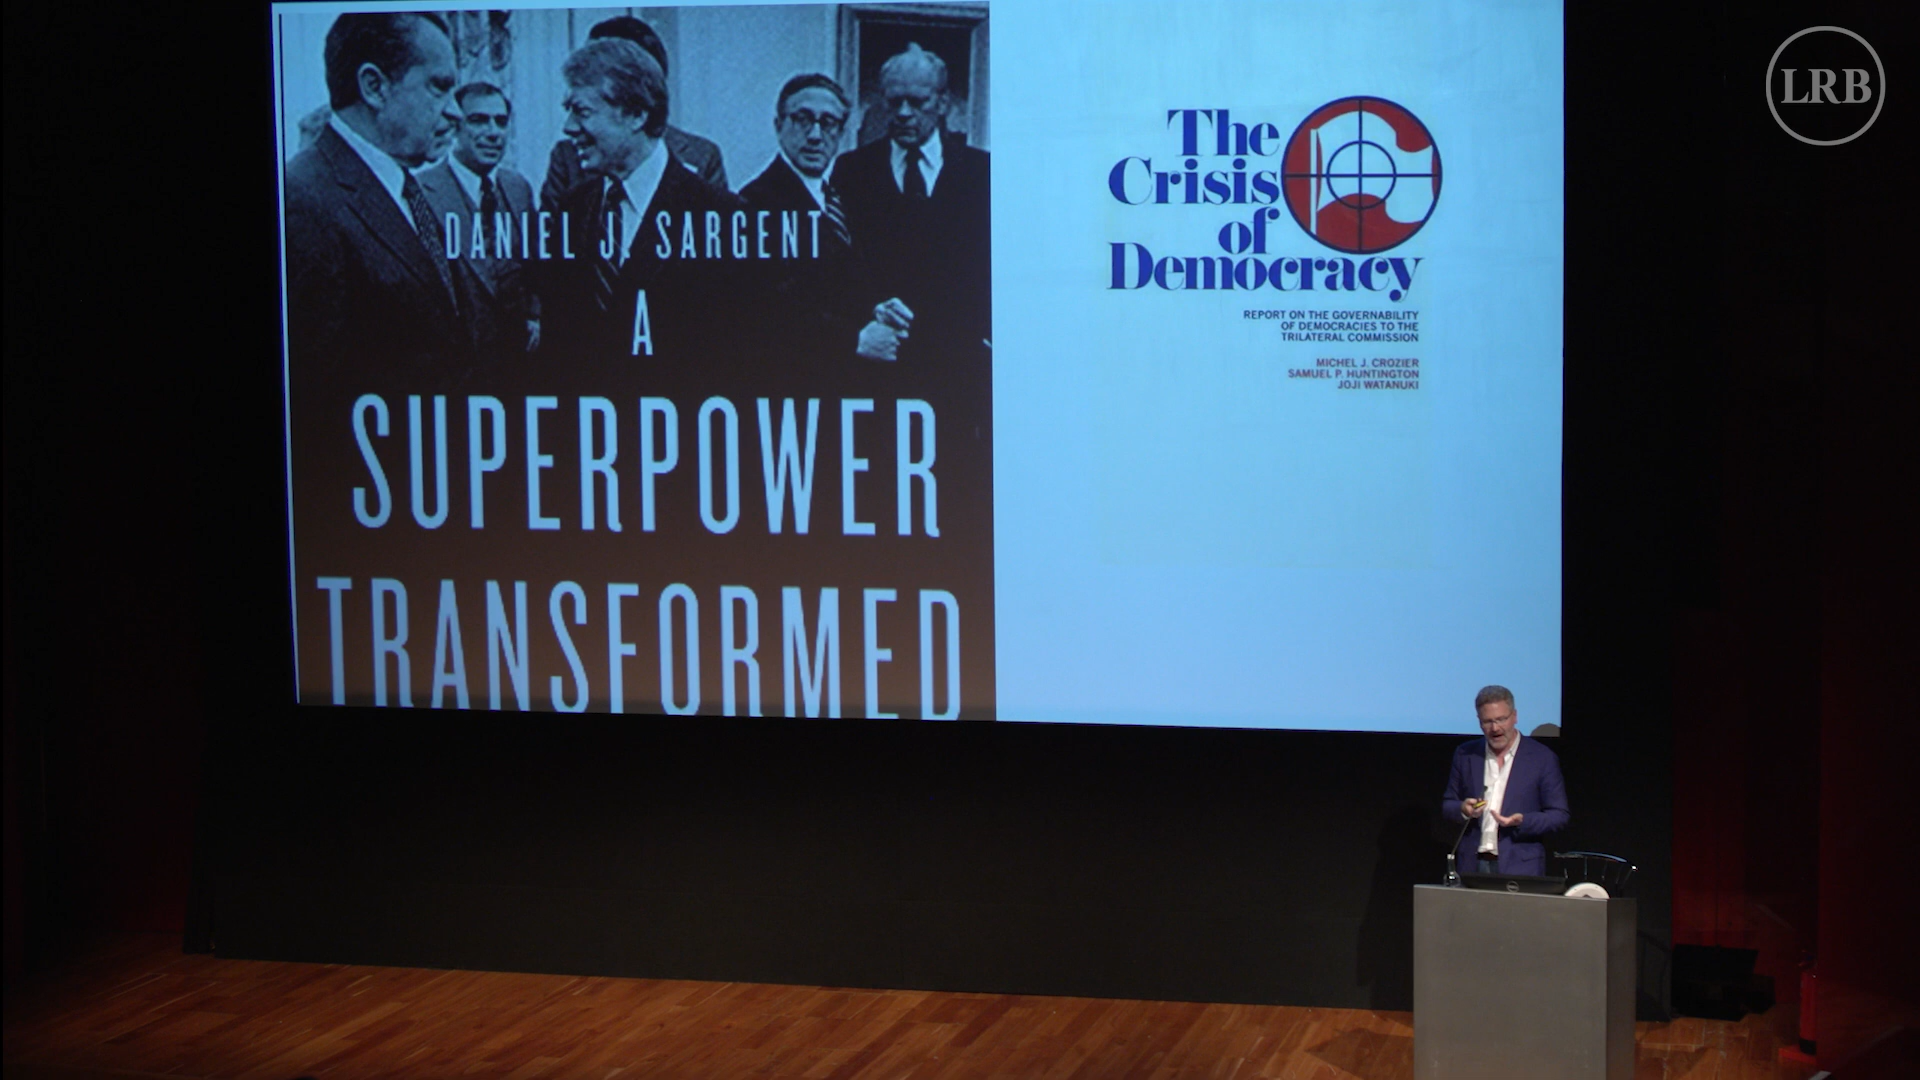 DANIEL J. SARGENT
A
SUPERPOWER
TRANSFORMED
The
Crisis
of
Democracy
REPORT ON THE GOVERNABILITY
OF DEMOCRACIES TO THE
TRILATERAL COMMISSION
MICHEL J. CROZIER
SAMUEL P. HUNTINGTON
JOJI WATANUKI
LRB